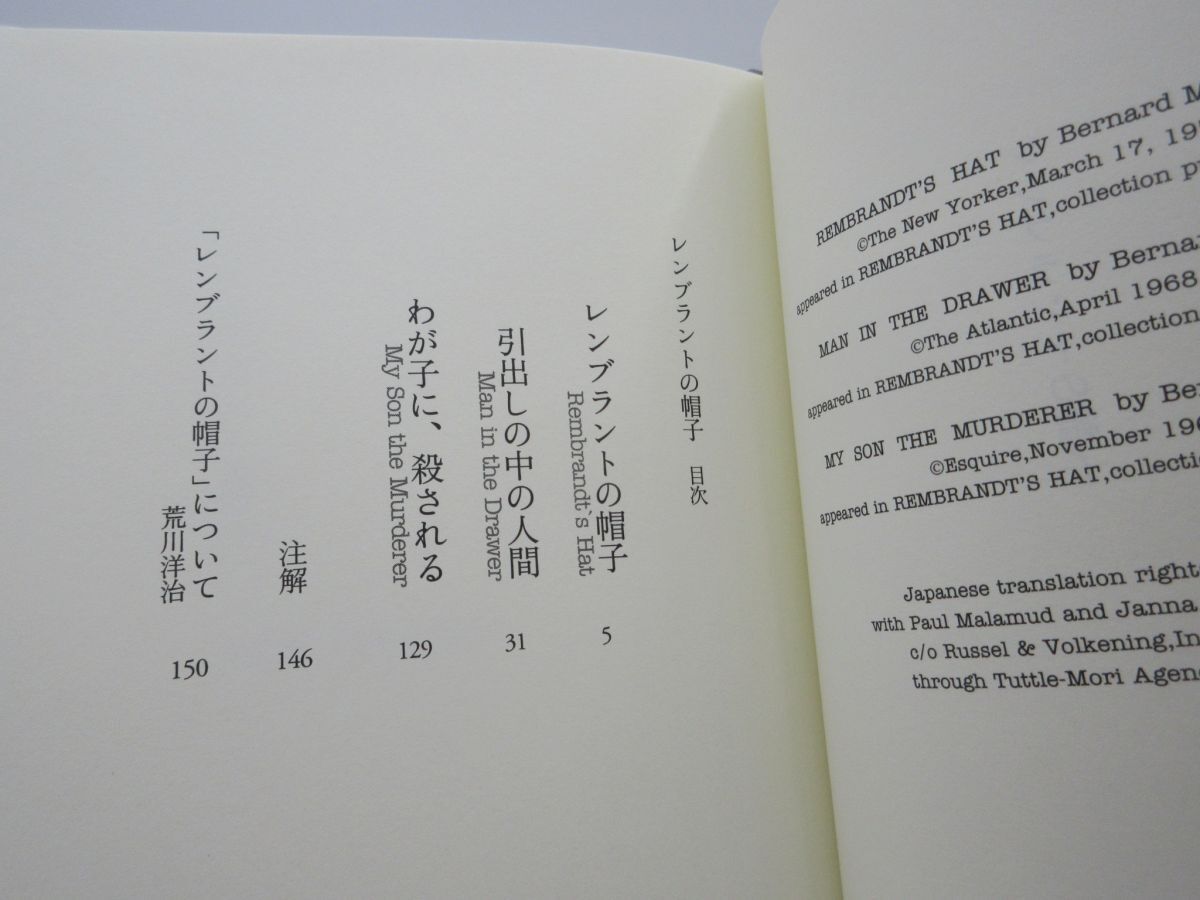 REMBRANDT'S HAT by Bernard
©The New Yorker,March 17,
appeared in REMBRANDT'S HAT,collection
MAN IN THE DRAWER by
©The Atlantic,April 1968
appeared in REMBRANDT'S HAT,collection
MY SON THE MURDERER by
©Esquire,November
appeared in REMBRANDT'S HAT,collection
Japanese translation
with Paul Malamud and Janna
c/o Russel & Volkening,
through Tuttle-Mori
レンブラントの帽子 目次
レンブラントの帽子
Rembrandt`s Hat
5
引出しの中の人間
Man in the Drawer
31
わが子に、殺される
My Son the Murderer
129
注解
146
「レンブラントの帽子」について
荒川洋治
150